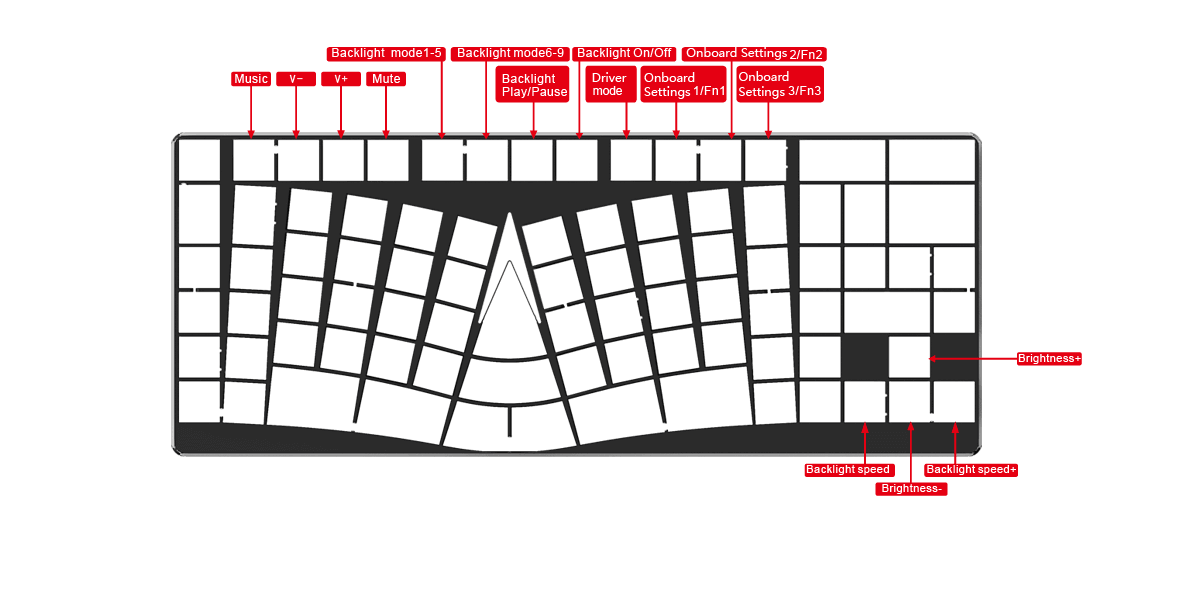 Backlight mode1-5
Backlight mode6-9
Backlight On/Off
Onboard Settings 2/Fn2
Music
V-
V+
Mute
Backlight
Play/Pause
Driver
mode
Onboard
Settings 1/Fn1
Onboard
Settings 3/Fn3
Brightness+
Backlight speed
Backlight speed+
Brightness-